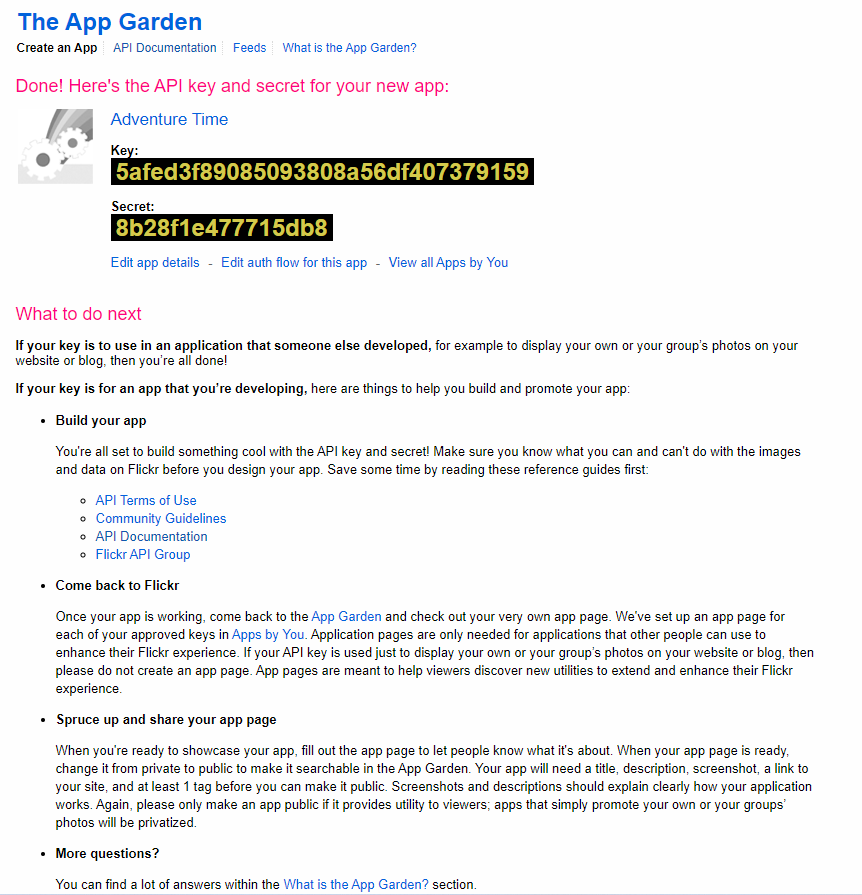 The App Garden
Create an App API Documentation Feeds What is the App Garden?
Done! Here's the API key and secret for your new app:
Adventure Time
Key:
5afed3f89085093808a56df407379159
Secret:
8b28f1e477715db8
Edit app details - Edit auth flow for this app - View all Apps by You
What to do next
If your key is to use in an application that someone else developed, for example to display your own or your group's photos on your
website or blog, then you're all done!
If your key is for an app that you're developing, here are things to help you build and promote your app:
• Build your app
You're all set to build something cool with the API key and secret! Make sure you know what you can and can't do with the images
and data on Flickr before you design your app. Save some time by reading these reference guides first:
◦ API Terms of Use
◦ Community Guidelines
◦ API Documentation
◦ Flickr API Group
• Come back to Flickr
Once your app is working, come back to the App Garden and check out your very own app page. We've set up an app page for
each of your approved keys in Apps by You. Application pages are only needed for applications that other people can use to
enhance their Flickr experience. If your API key is used just to display your own or your group's photos on your website or blog, then
please do not create an app page. App pages are meant to help viewers discover new utilities to extend and enhance their Flickr
experience.
• Spruce up and share your app page
When you're ready to showcase your app, fill out the app page to let people know what it's about. When your app page is ready,
change it from private to public to make it searchable in the App Garden. Your app will need a title, description, screenshot, a link to
your site, and at least 1 tag before you can make it public. Screenshots and descriptions should explain clearly how your application
works. Again, please only make an app public if it provides utility to viewers; apps that simply promote your own or your groups'
photos will be privatized.
• More questions?
You can find a lot of answers within the What is the App Garden? section.